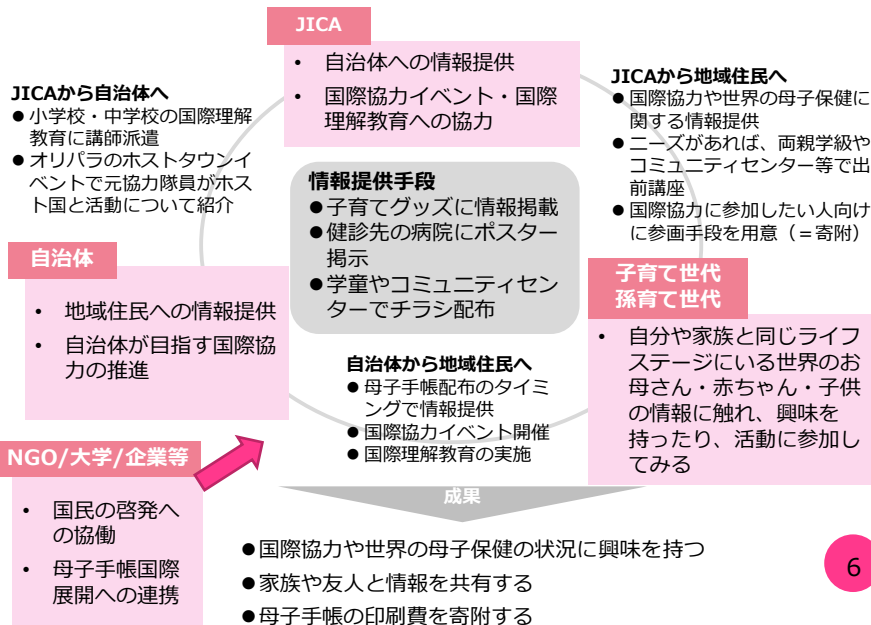 JICA
• 自治体への情報提供
• 国際協力イベント・国際
理解教育への協力
JICAから自治体へ
●小学校・中学校の国際理解
教育に講師派遣
●オリパラのホストタウンイ
ベントで元協力隊員がホス
ト国と活動について紹介
JICAから地域住民へ
●国際協力や世界の母子保健に
関する情報提供
●ニーズがあれば、両親学級や
コミュニティセンター等で出
前講座
●国際協力に参加したい人向け
に参画手段を用意（＝寄附）
情報提供手段
●子育てグッズに情報掲載
●健診先の病院にポスター
掲示
●学童やコミュニティセン
ターでチラシ配布
自治体
• 地域住民への情報提供
• 自治体が目指す国際協
力の推進
子育て世代
孫育て世代
• 自分や家族と同じライフ
ステージにいる世界のお
母さん・赤ちゃん・子供
の情報に触れ、興味を
持ったり、活動に参加し
てみる
自治体から地域住民へ
●母子手帳配布のタイミ
ングで情報提供
●国際協力イベント開催
●国際理解教育の実施
NGO/大学/企業等
• 国民の啓発へ
の協働
• 母子手帳国際
展開への連携
成果
●国際協力や世界の母子保健の状況に興味を持つ
●家族や友人と情報を共有する
●母子手帳の印刷費を寄附する
6